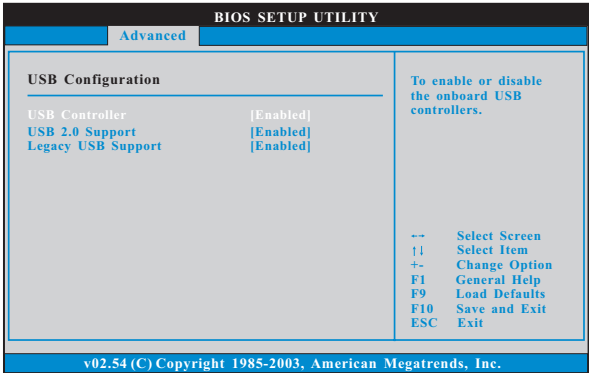 BIOS SETUP UTILITY
Advanced
USB Configuration
USB Controller [Enabled]
USB 2.0 Support [Enabled]
Legacy USB Support [Enabled]
To enable or disable
the onboard USB
controllers.
←→ Select Screen
↑↓ Select Item
+- Change Option
F1 General Help
F9 Load Defaults
F10 Save and Exit
ESC Exit
v02.54 (C) Copyright 1985-2003, American Megatrends, Inc.